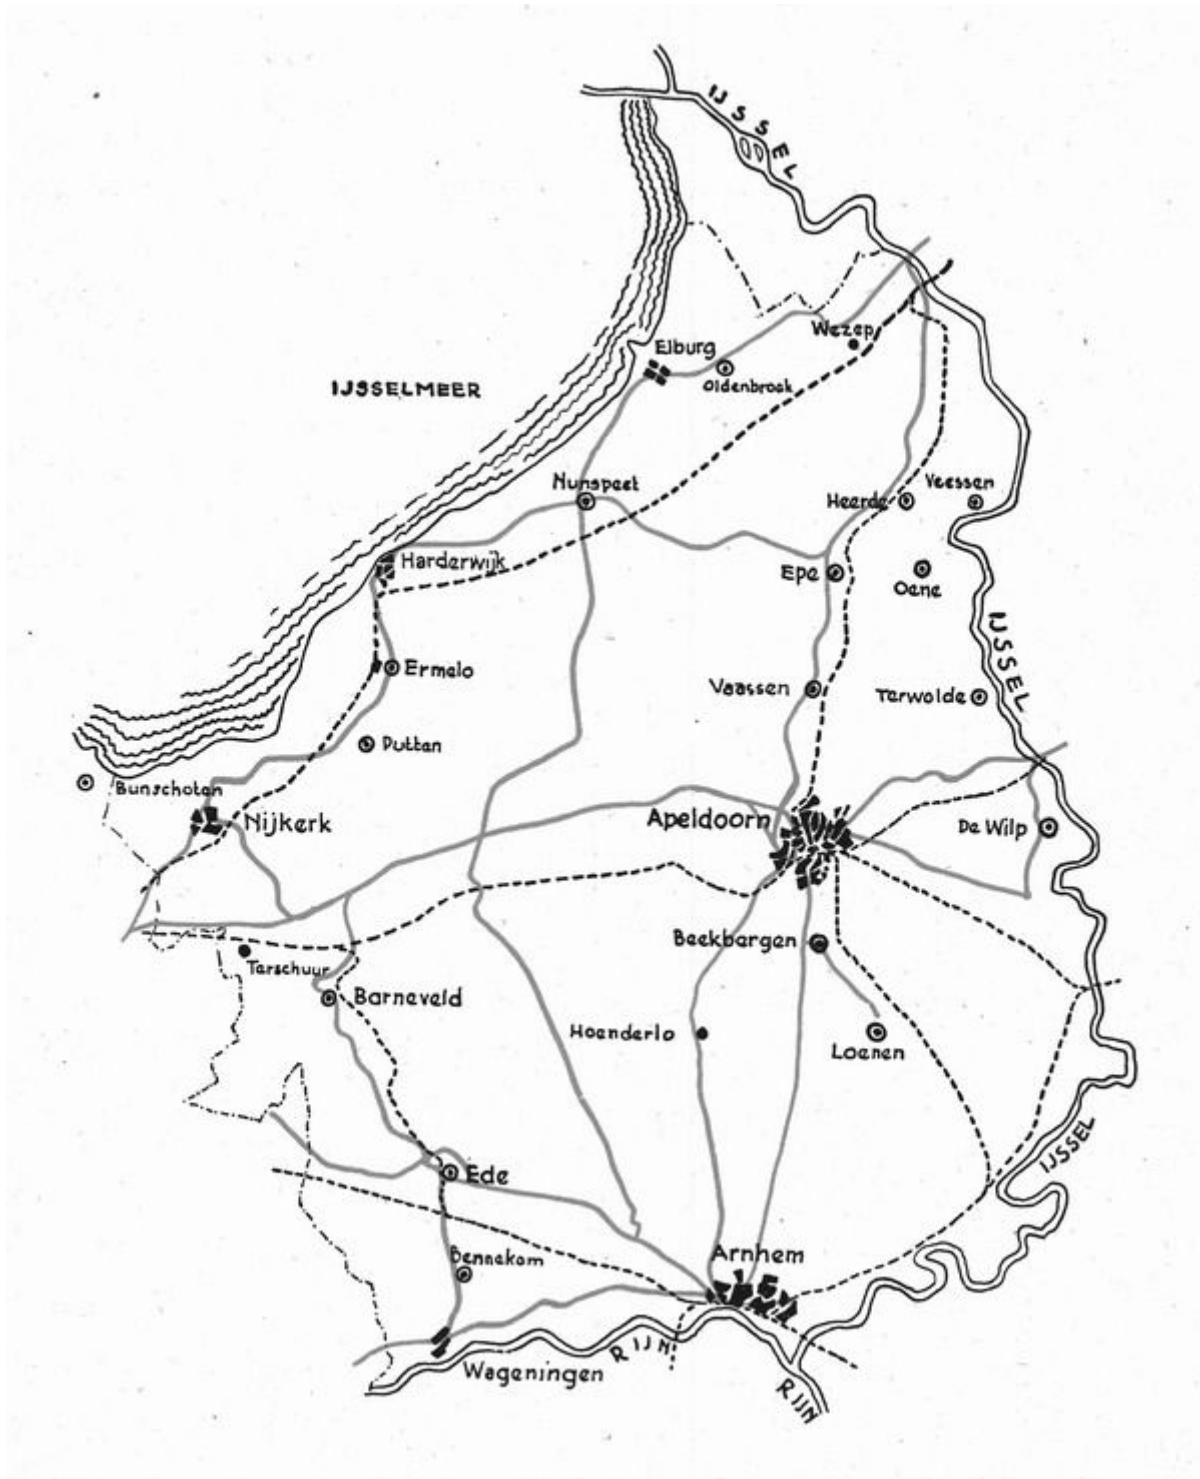 IJSSEL
Wezep
Elburg
Oldenbroek
IJSSELMEER
Nunspeet
Heerde
Veessen
Harderwijk
Epe
Oene
IJSSEL
Ermelo
Vaassen
Terwolde
Putten
Bunschoten
Nijkerk
Apeldoorn
De Wilp
Beekbergen
Terschuur
Barneveld
Hoenderlo
Loenen
IJSSEL
Ede
Bennekom
Arnhem
RIJN
Wageningen
RIJN